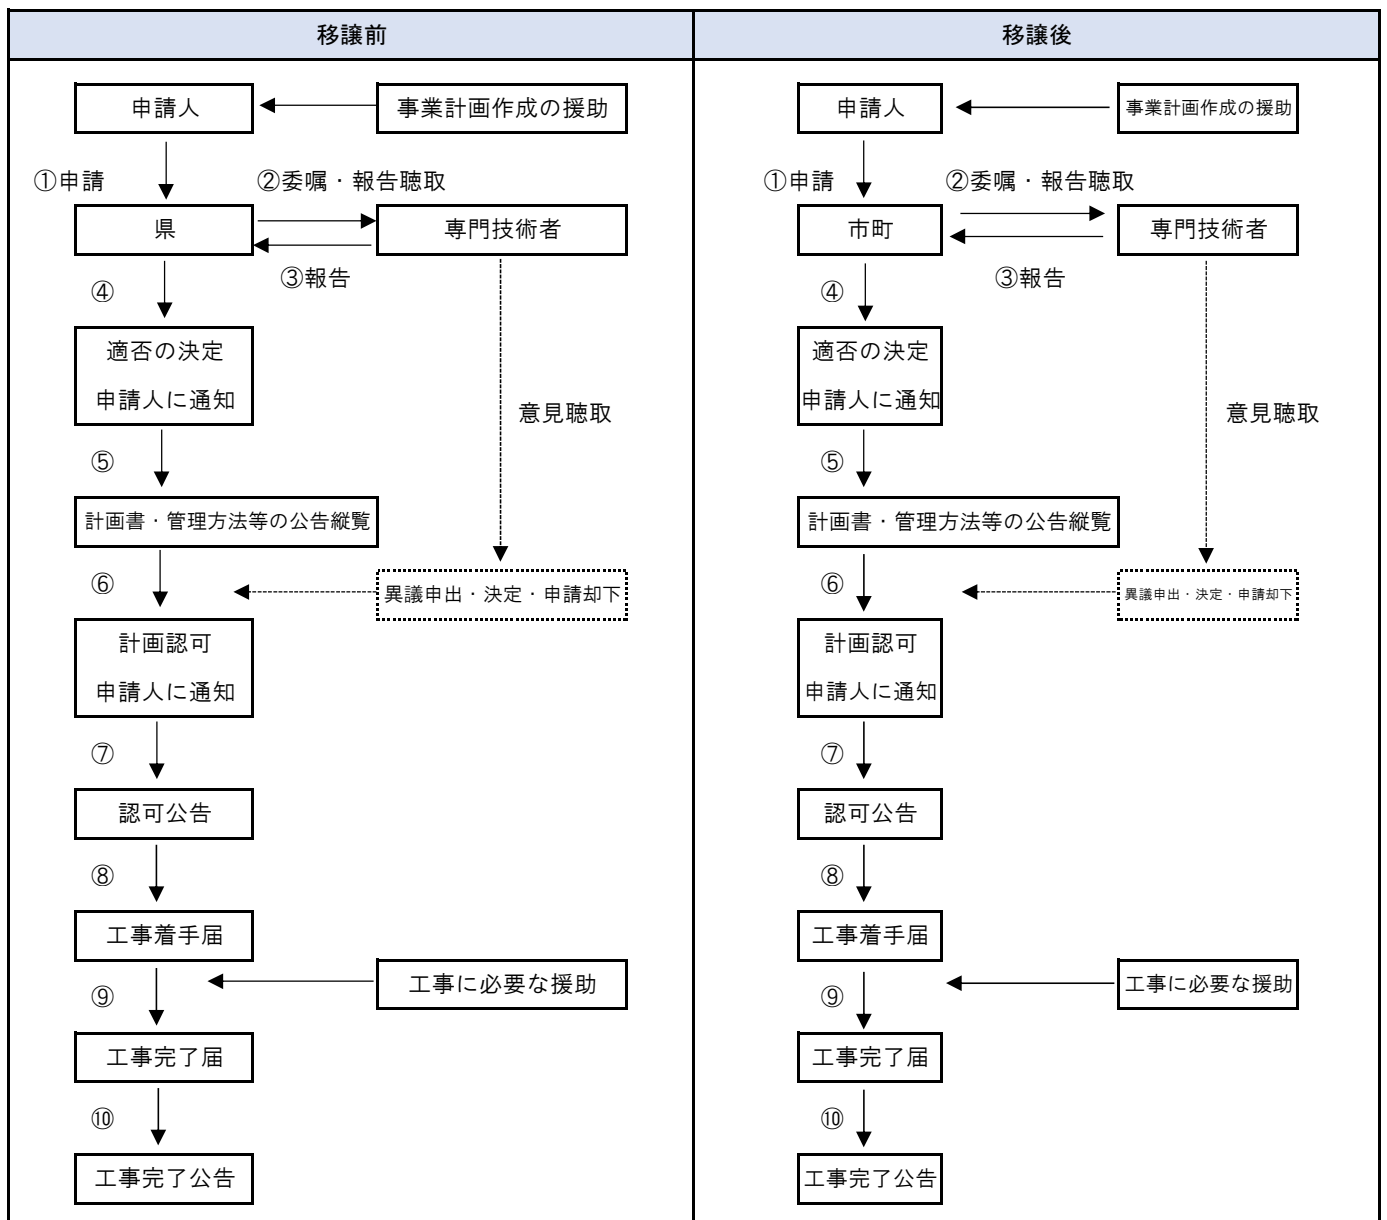 移譲前
申請人
事業計画作成の援助
①申請
②委嘱・報告聴取
県
専門技術者
③報告
④
適否の決定
申請人に通知
意見聴取
⑤
計画書・管理方法等の公告縦覧
⑥
異議申出・決定・申請却下
計画認可
申請人に通知
⑦
認可公告
⑧
工事着手届
工事に必要な援助
⑨
工事完了届
⑩
工事完了公告
移譲後
申請人
事業計画作成の援助
①申請
②委嘱・報告聴取
市町
専門技術者
③報告
④
適否の決定
申請人に通知
意見聴取
⑤
計画書・管理方法等の公告縦覧
⑥
異議申出・決定・申請却下
計画認可
申請人に通知
⑦
認可公告
⑧
工事着手届
工事に必要な援助
⑨
工事完了届
⑩
工事完了公告